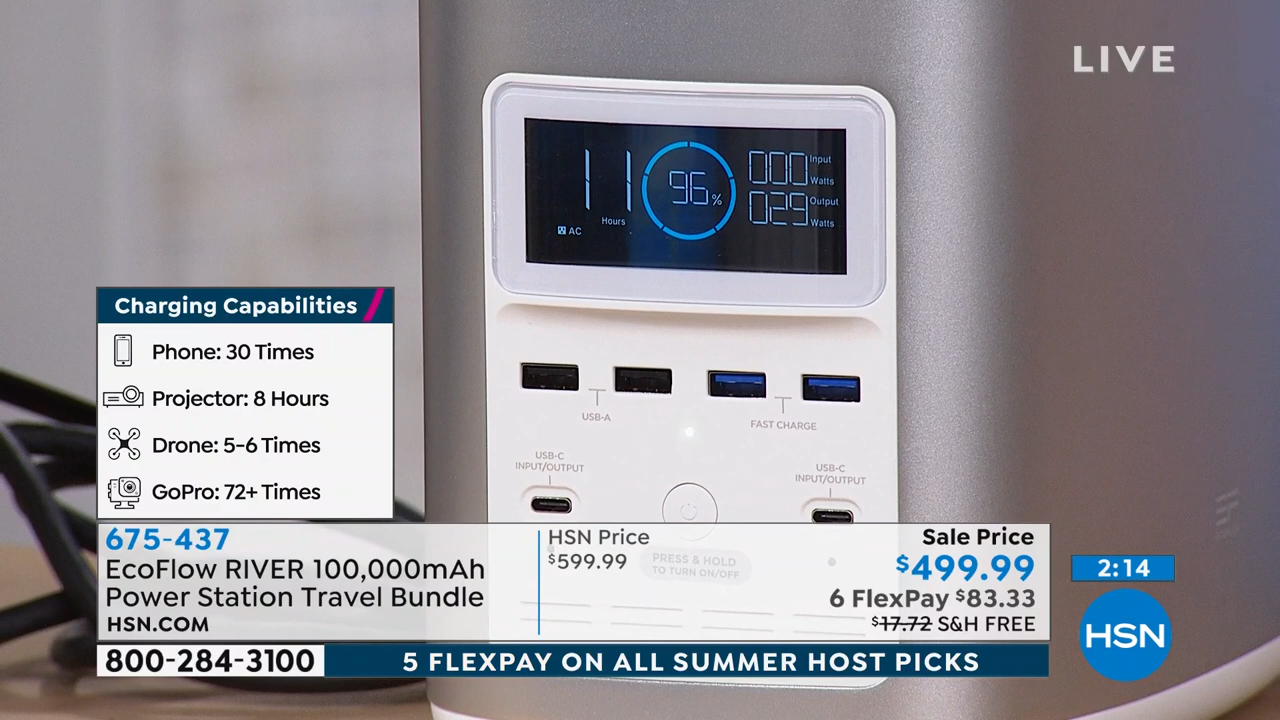 LIVE
11
Hours
AC
96%
000 Input
Watts
029 Output
Watts
Charging Capabilities
Phone: 30 Times
Projector: 8 Hours
Drone: 5-6 Times
GoPro: 72+ Times
USB-A
FAST CHARGE
USB-C
INPUT/OUTPUT
USB-C
INPUT/OUTPUT
PRESS & HOLD
TO TURN ON/OFF
675-437
EcoFlow RIVER 100,000mAh
Power Station Travel Bundle
HSN.COM
HSN Price
$599.99
Sale Price
$499.99
6 FlexPay $83.33
$17.72 S&H FREE
2:14
HSN
800-284-3100
5 FLEXPAY ON ALL SUMMER HOST PICKS